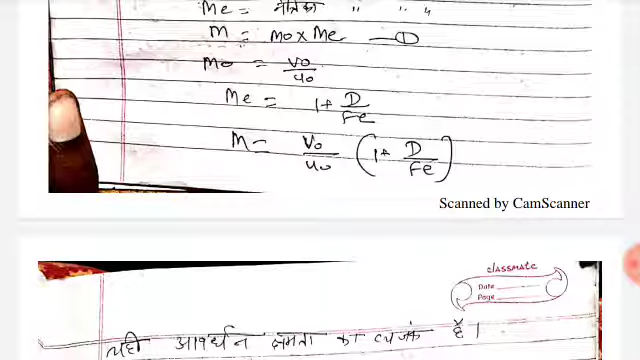 Me = नेत्रिका " " "
M = Mo × Me — ①
Mo = Vo/uo
Me = 1 + D/Fe
M = Vo/uo (1 + D/Fe)
Scanned by CamScanner
classmate
Date
Page
यही आवर्धन क्षमता का व्यंजक है।